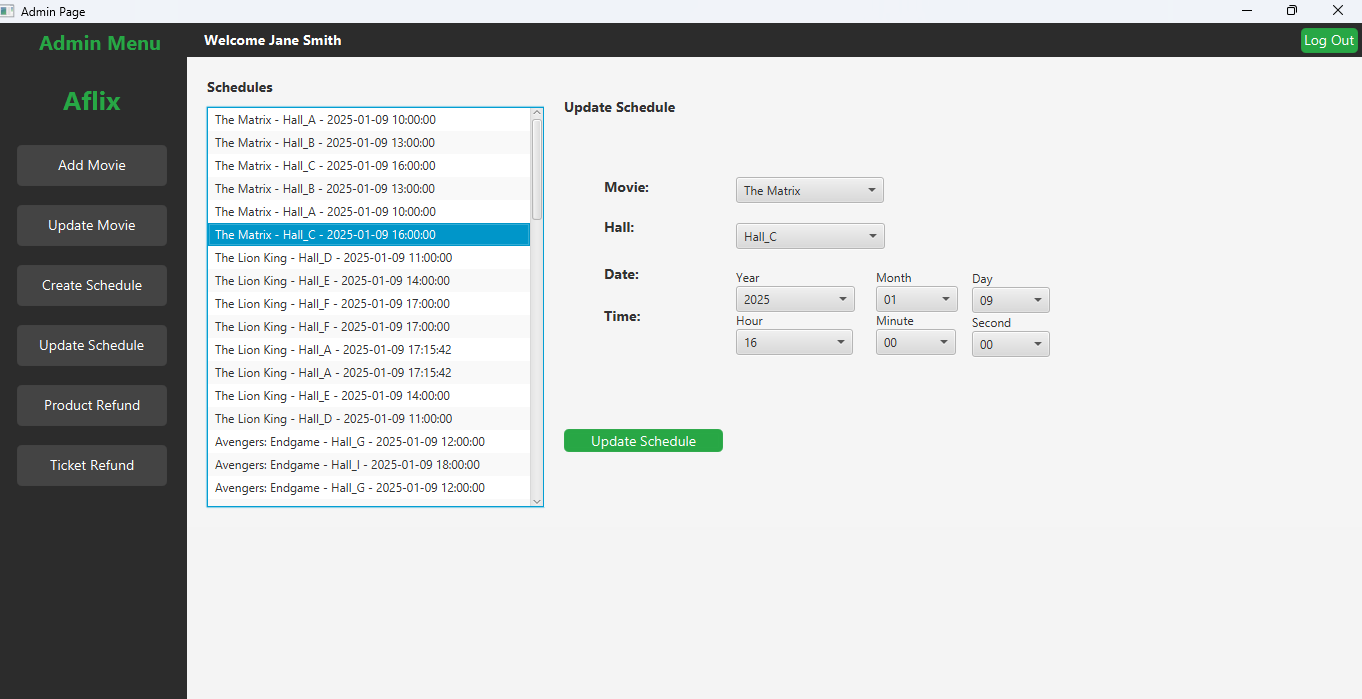 Admin Page
Admin Menu
Welcome Jane Smith
Log Out
Aflix
Add Movie
Update Movie
Create Schedule
Update Schedule
Product Refund
Ticket Refund
Schedules
The Matrix - Hall_A - 2025-01-09 10:00:00
The Matrix - Hall_B - 2025-01-09 13:00:00
The Matrix - Hall_C - 2025-01-09 16:00:00
The Matrix - Hall_B - 2025-01-09 13:00:00
The Matrix - Hall_A - 2025-01-09 10:00:00
The Matrix - Hall_C - 2025-01-09 16:00:00
The Lion King - Hall_D - 2025-01-09 11:00:00
The Lion King - Hall_E - 2025-01-09 14:00:00
The Lion King - Hall_F - 2025-01-09 17:00:00
The Lion King - Hall_F - 2025-01-09 17:00:00
The Lion King - Hall_A - 2025-01-09 17:15:42
The Lion King - Hall_A - 2025-01-09 17:15:42
The Lion King - Hall_E - 2025-01-09 14:00:00
The Lion King - Hall_D - 2025-01-09 11:00:00
Avengers: Endgame - Hall_G - 2025-01-09 12:00:00
Avengers: Endgame - Hall_I - 2025-01-09 18:00:00
Avengers: Endgame - Hall_G - 2025-01-09 12:00:00
Update Schedule
Movie: The Matrix
Hall: Hall_C
Date:
Year Month Day
2025 01 09
Time:
Hour Minute Second
16 00 00
Update Schedule